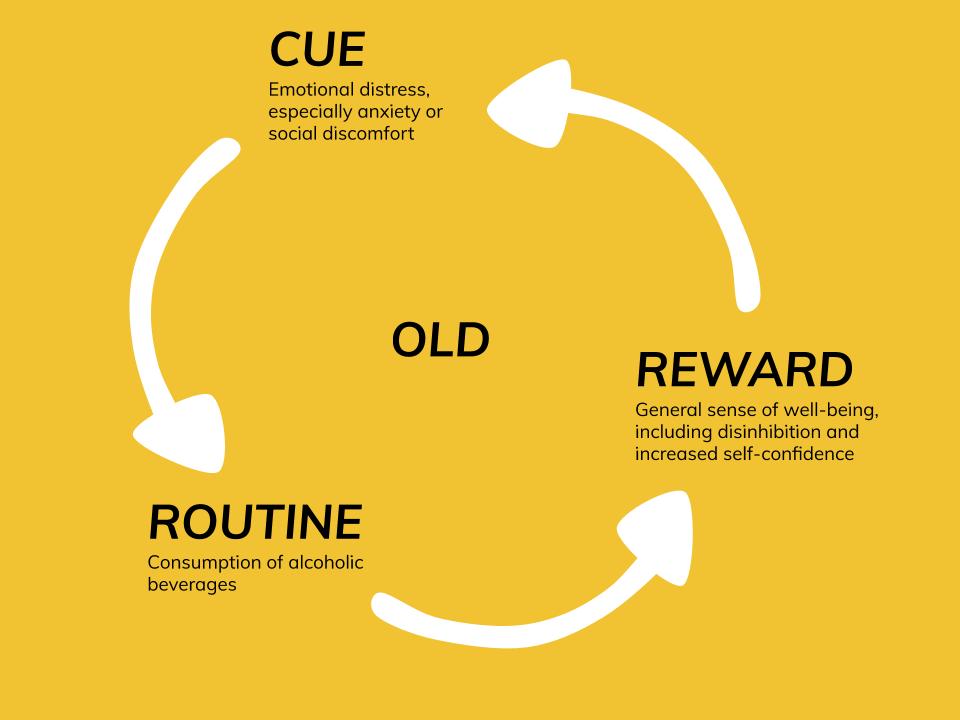 CUE
Emotional distress,
especially anxiety or
social discomfort
OLD
REWARD
General sense of well-being,
including disinhibition and
increased self-confidence
ROUTINE
Consumption of alcoholic
beverages